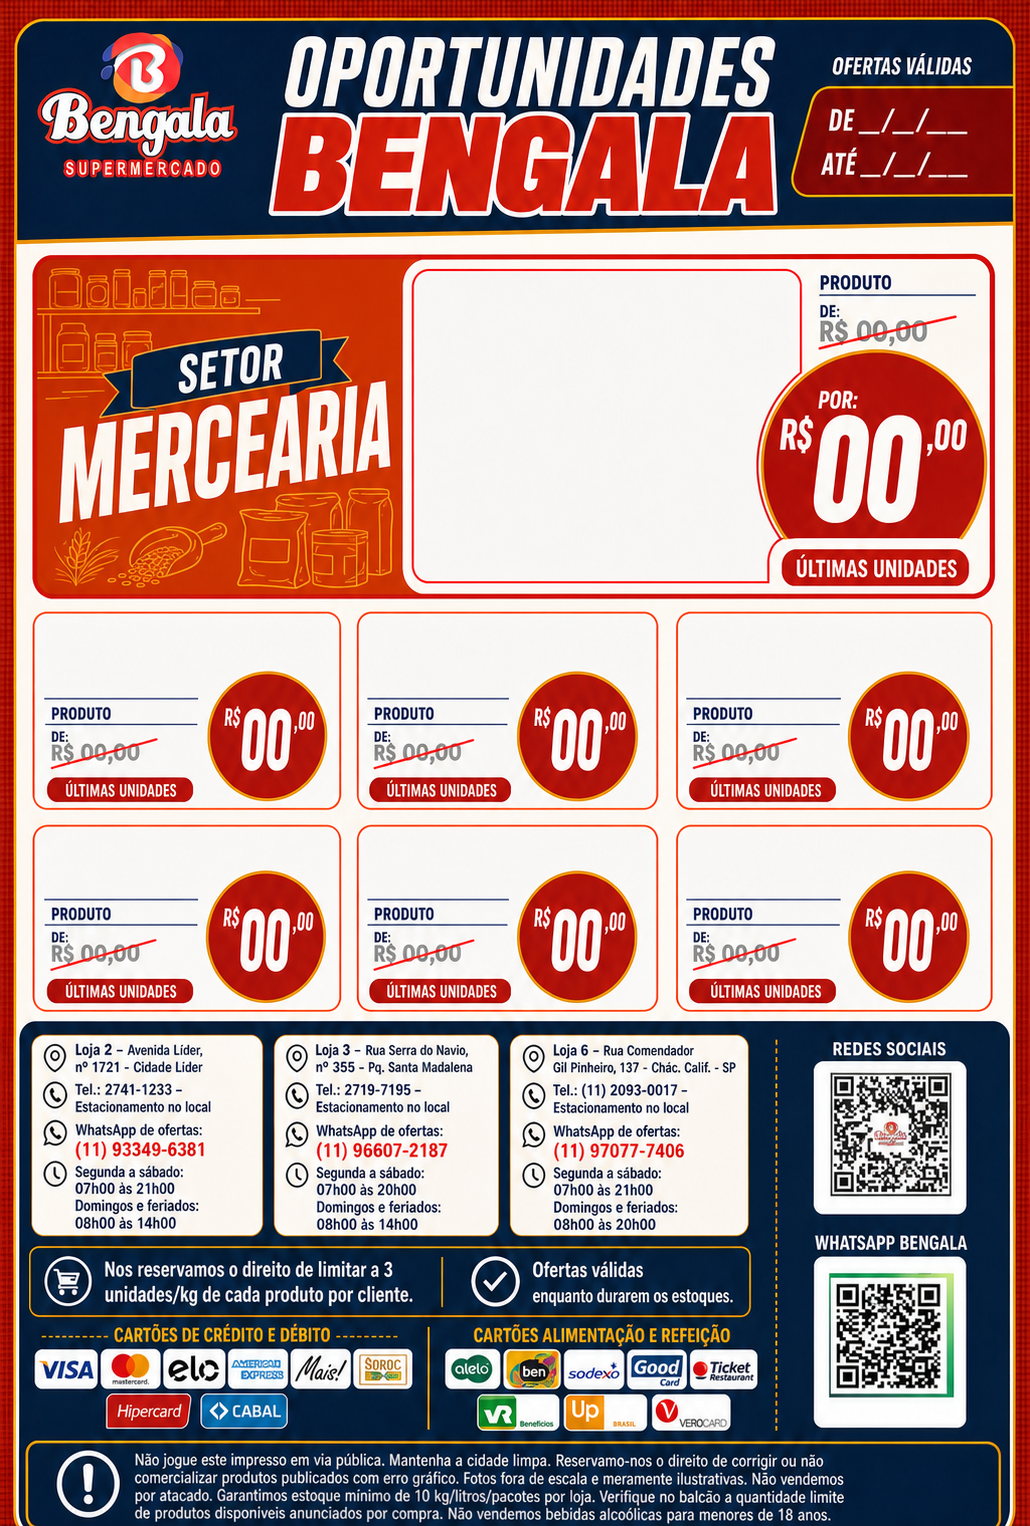 B
Bengala
SUPERMERCADO
OPORTUNIDADES
BENGALA
OFERTAS VÁLIDAS
DE __/__/__
ATÉ __/__/__
SETOR
MERCEARIA
PRODUTO
DE:
R$ 00,00
POR:
R$ 00,00
ÚLTIMAS UNIDADES
PRODUTO
DE:
R$ 00,00
R$ 00,00
ÚLTIMAS UNIDADES
PRODUTO
DE:
R$ 00,00
R$ 00,00
ÚLTIMAS UNIDADES
PRODUTO
DE:
R$ 00,00
R$ 00,00
ÚLTIMAS UNIDADES
PRODUTO
DE:
R$ 00,00
R$ 00,00
ÚLTIMAS UNIDADES
PRODUTO
DE:
R$ 00,00
R$ 00,00
ÚLTIMAS UNIDADES
PRODUTO
DE:
R$ 00,00
R$ 00,00
ÚLTIMAS UNIDADES
Loja 2 – Avenida Líder,
nº 1721 - Cidade Lider
Tel.: 2741-1233 –
Estacionamento no local
WhatsApp de ofertas:
(11) 93349-6381
Segunda a sábado:
07h00 às 21h00
Domingos e feriados:
08h00 às 14h00
Loja 3 – Rua Serra do Navio,
nº 355 - Pq. Santa Madalena
Tel.: 2719-7195 –
Estacionamento no local
WhatsApp de ofertas:
(11) 96607-2187
Segunda a sábado:
07h00 às 20h00
Domingos e feriados:
08h00 às 14h00
Loja 6 – Rua Comendador
Gil Pinheiro, 137 - Chác. Calif. - SP
Tel.: (11) 2093-0017 –
Estacionamento no local
WhatsApp de ofertas:
(11) 97077-7406
Segunda a sábado:
07h00 às 21h00
Domingos e feriados:
08h00 às 20h00
REDES SOCIAIS
Bengala
WHATSAPP BENGALA
Nos reservamos o direito de limitar a 3
unidades/kg de cada produto por cliente.
Ofertas válidas
enquanto durarem os estoques.
CARTÕES DE CRÉDITO E DÉBITO
VISA
mastercard.
elo
AMERICAN
EXPRESS
Mais!
SOROC
Hipercard
CABAL
CARTÕES ALIMENTAÇÃO E REFEIÇÃO
alelo
ben
sodexo
Good
Card
Ticket
Restaurant
VR Benefícios
Up BRASIL
VEROCARD
Não jogue este impresso em via pública. Mantenha a cidade limpa. Reservamo-nos o direito de corrigir ou não
comercializar produtos publicados com erro gráfico. Fotos fora de escala e meramente ilustrativas. Não vendemos
por atacado. Garantimos estoque mínimo de 10 kg/litros/pacotes por loja. Verifique no balcão a quantidade limite
de produtos disponíveis anunciados por compra. Não vendemos bebidas alcoólicas para menores de 18 anos.